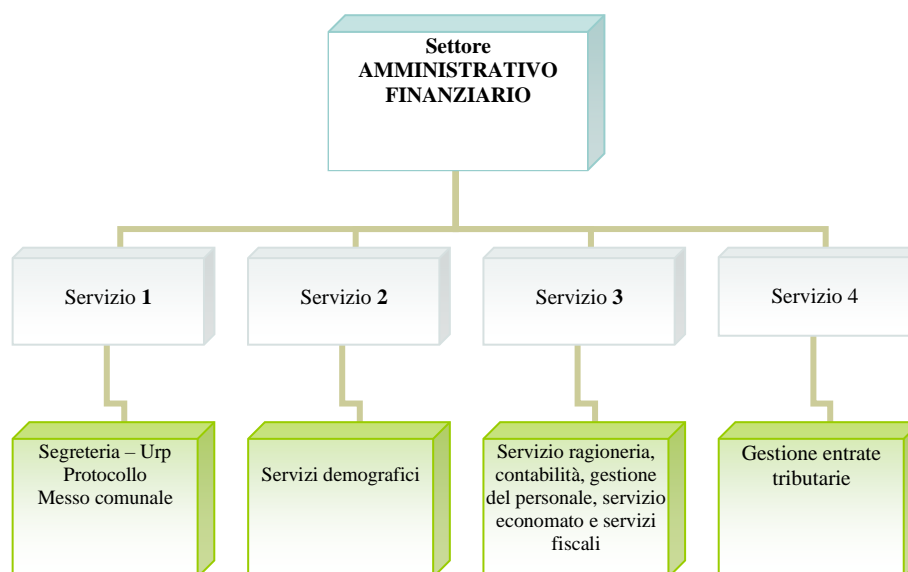 Settore
AMMINISTRATIVO
FINANZIARIO
Servizio 1
Servizio 2
Servizio 3
Servizio 4
Segreteria – Urp
Protocollo
Messo comunale
Servizi demografici
Servizio ragioneria,
contabilità, gestione
del personale, servizio
economato e servizi
fiscali
Gestione entrate
tributarie